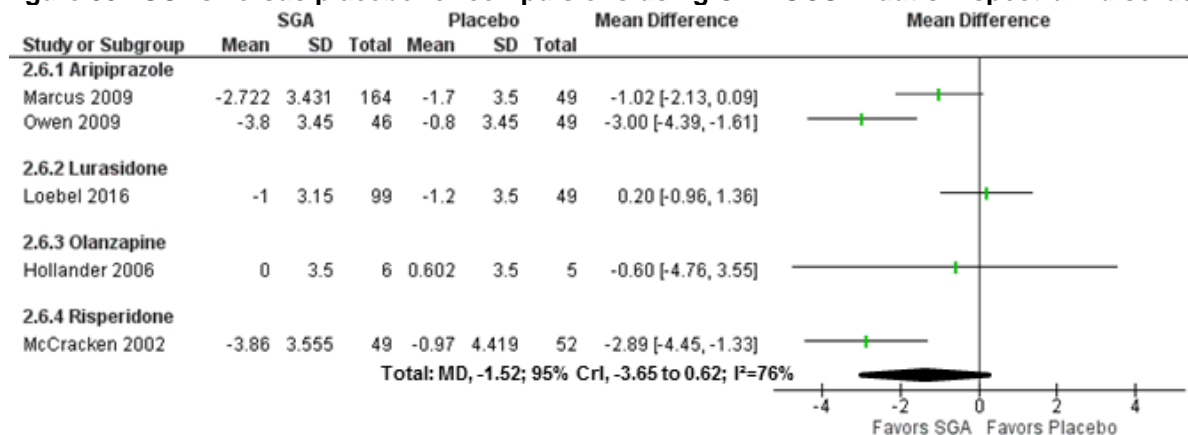 SGA Placebo Mean Difference Mean Difference
Study or Subgroup Mean SD Total Mean SD Total
2.6.1 Aripiprazole
Marcus 2009 -2.722 3.431 164 -1.7 3.5 49 -1.02 [-2.13, 0.09]
Owen 2009 -3.8 3.45 46 -0.8 3.45 49 -3.00 [-4.39, -1.61]
2.6.2 Lurasidone
Loebel 2016 -1 3.15 99 -1.2 3.5 49 0.20 [-0.96, 1.36]
2.6.3 Olanzapine
Hollander 2006 0 3.5 6 0.602 3.5 5 -0.60 [-4.76, 3.55]
2.6.4 Risperidone
McCracken 2002 -3.86 3.555 49 -0.97 4.419 52 -2.89 [-4.45, -1.33]
Total: MD, -1.52; 95% CrI, -3.65 to 0.62; I²=76%
-4 -2 0 2 4
Favors SGA Favors Placebo